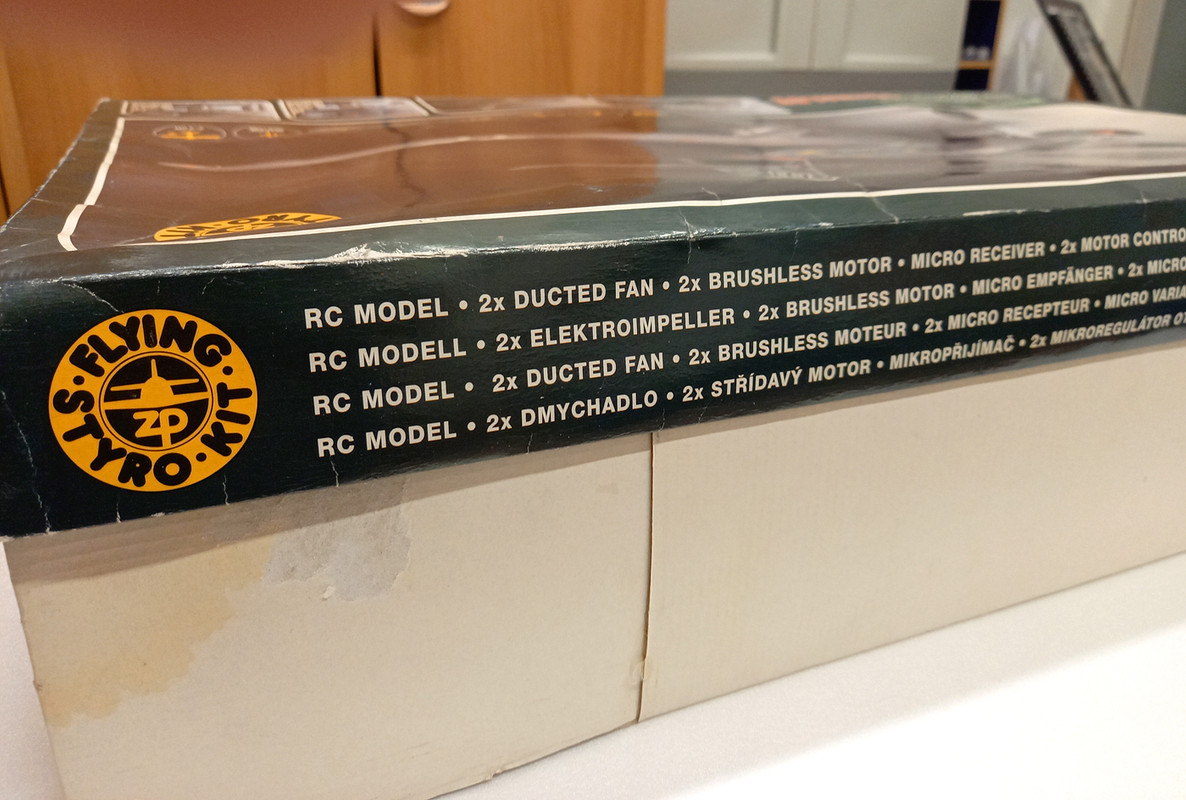 RC MODEL • 2x DUCTED FAN • 2x BRUSHLESS MOTOR • MICRO RECEIVER • 2x MOTOR CONTRO
RC MODELL • 2x ELEKTROIMPELLER • 2x BRUSHLESS MOTOR • MICRO EMPFÄNGER • 2x MICRO
RC MODEL • 2x DUCTED FAN • 2x BRUSHLESS MOTEUR • 2x MICRO RECEPTEUR • MICRO VARIA
RC MODEL • 2x DMYCHADLO • 2x STŘÍDAVÝ MOTOR • MIKROPŘIJÍMAČ • 2x MIKROREGULÁTOR OT
FLYING • KIT • STYRO •
ZP